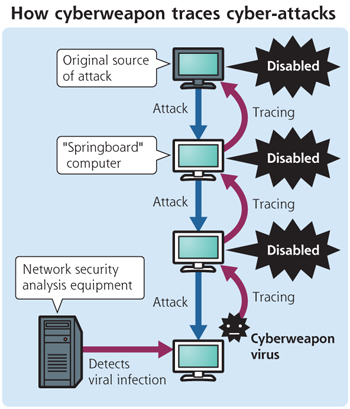 How cyberweapon traces cyber-attacks
Original source
of attack
Disabled
Attack
Tracing
"Springboard"
computer
Disabled
Attack
Tracing
Disabled
Network security
analysis equipment
Attack
Tracing
Cyberweapon
virus
Detects
viral infection